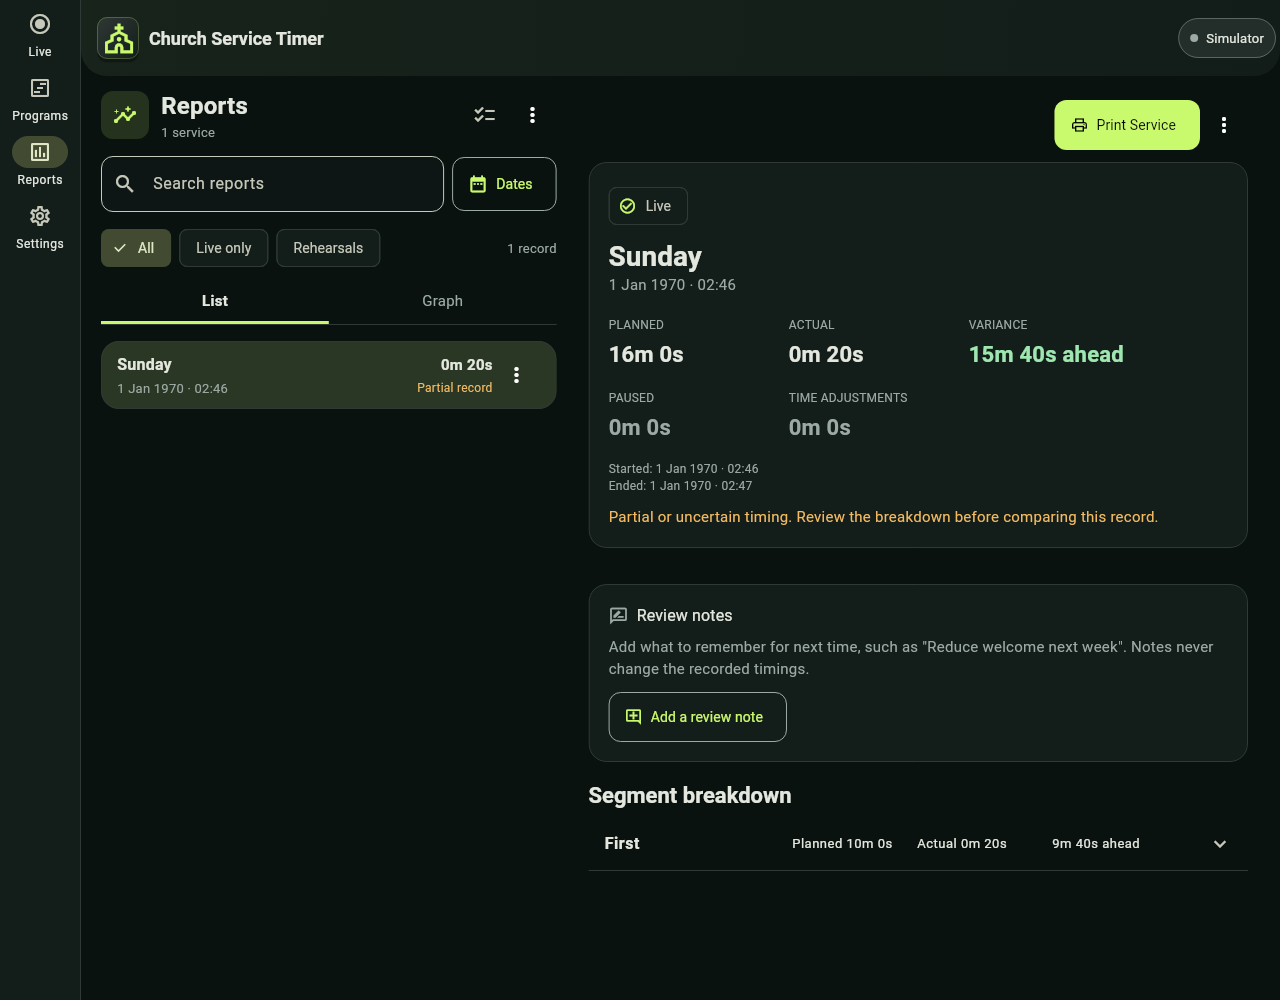 Live
Programs
Reports
Settings
Church Service Timer
Simulator
Reports
1 service
Search reports
Dates
All
Live only
Rehearsals
1 record
List
Graph
Sunday
0m 20s
1 Jan 1970 · 02:46
Partial record
Print Service
Live
Sunday
1 Jan 1970 · 02:46
PLANNED
ACTUAL
VARIANCE
16m 0s
0m 20s
15m 40s ahead
PAUSED
TIME ADJUSTMENTS
0m 0s
0m 0s
Started: 1 Jan 1970 · 02:46
Ended: 1 Jan 1970 · 02:47
Partial or uncertain timing. Review the breakdown before comparing this record.
Review notes
Add what to remember for next time, such as "Reduce welcome next week". Notes never
change the recorded timings.
Add a review note
Segment breakdown
First
Planned 10m 0s
Actual 0m 20s
9m 40s ahead